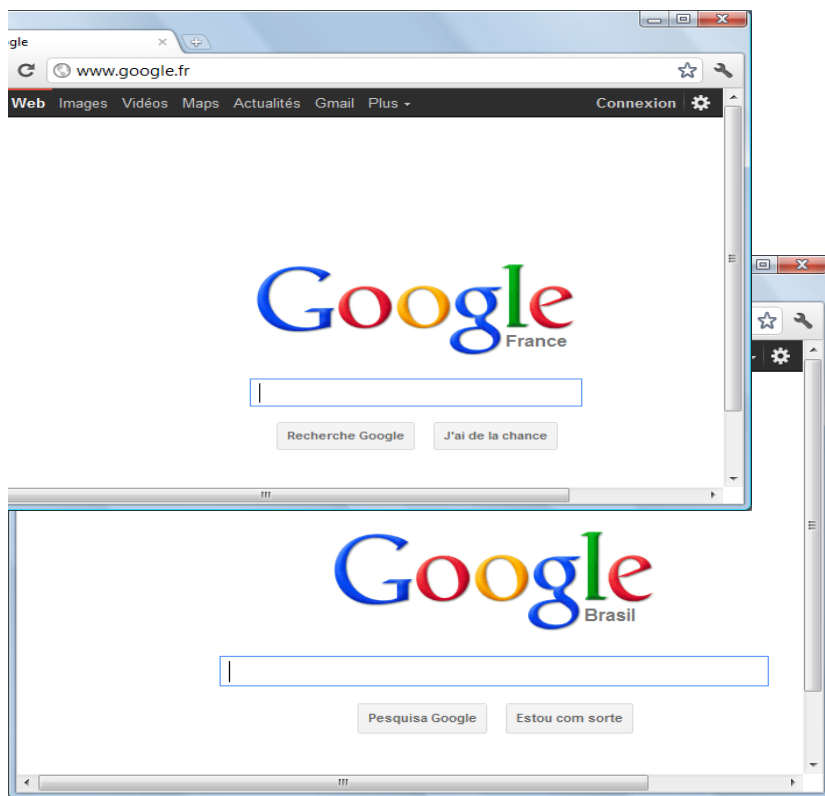 gle
www.google.fr
Web Images Vidéos Maps Actualités Gmail Plus Connexion
Google
France
Recherche Google J'ai de la chance
Google
Brasil
Pesquisa Google Estou com sorte